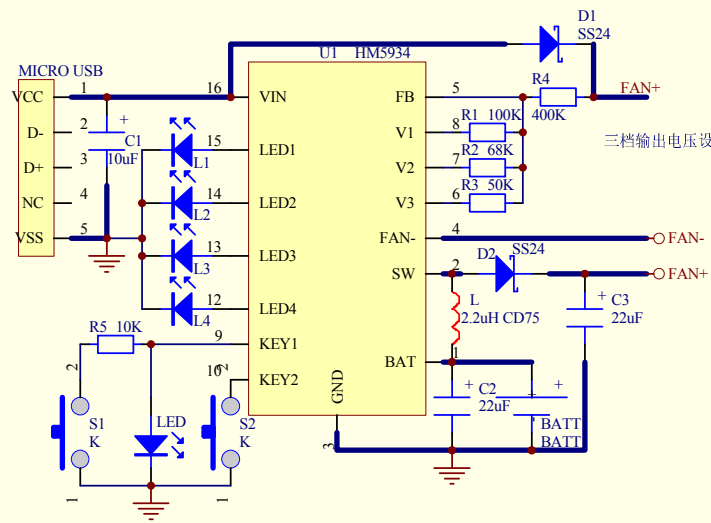 D1
SS24
U1 HM5934
MICRO USB
1
VCC
16
VIN
FB
5
R4
400K
FAN+
2
D-
C1
10uF
+
15
LED1
L1
V1
8
R1 100K
三档输出电压设
3
D+
V2
7
R2 68K
4
NC
14
LED2
L2
V3
6
R3 50K
5
VSS
13
LED3
L3
FAN-
4
FAN-
SW
2
D2
SS24
FAN+
12
LED4
L4
L
2.2uH CD75
+
C3
22uF
R5 10K
9
KEY1
BAT
1
2
10
2
KEY2
GND
+
C2
22uF
+
+
BATT
BATT
S1
K
LED
S2
K
3
1
1